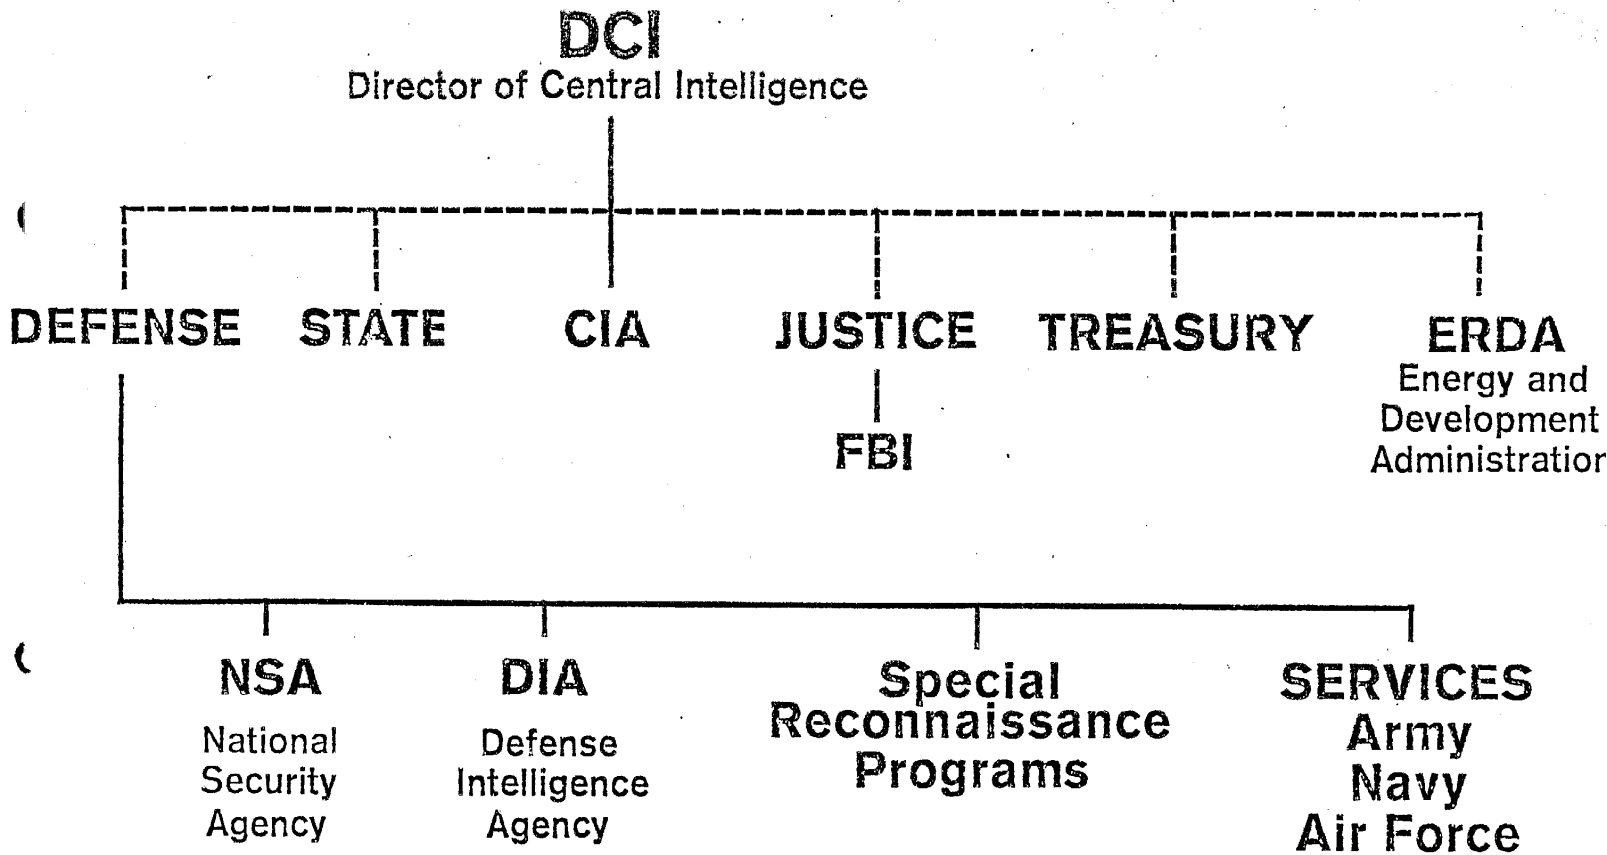 DCI
Director of Central Intelligence
DEFENSE
STATE
CIA
JUSTICE
TREASURY
ERDA
Energy and
Development
Administration
FBI
NSA
National
Security
Agency
DIA
Defense
Intelligence
Agency
Special
Reconnaissance
Programs
SERVICES
Army
Navy
Air Force